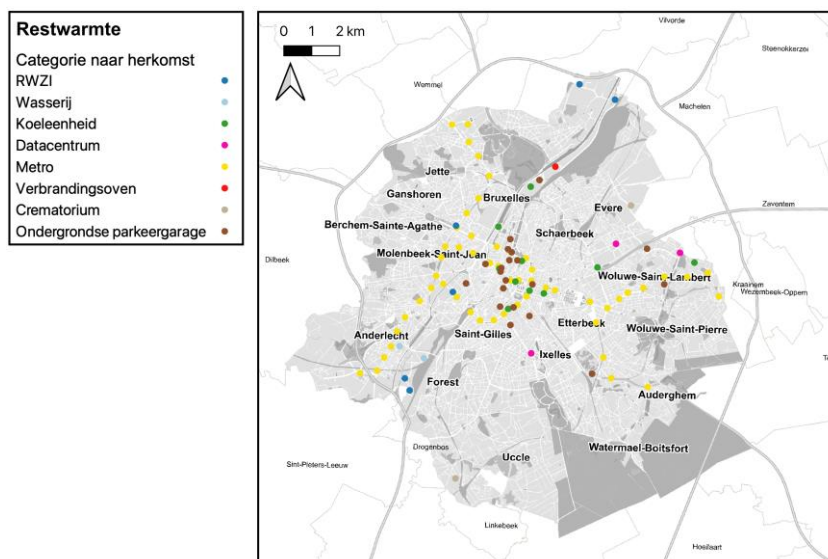 Restwarmte
Categorie naar herkomst
RWZI
Wasserij
Koeleenheid
Datacentrum
Metro
Verbrandingsoven
Crematorium
Ondergrondse parkeergarage
0 1 2 km
Vilvorde
Steenokkerzeel
Wemmel
Machelen
Jette
Ganshoren
Bruxelles
Evere
Zaventem
Berchem-Sainte-Agathe
Schaerbeek
Dilbeek
Molenbeek-Saint-Jean
Woluwe-Saint-Lambert
Kraainem
Wezembeek-Oppem
Etterbeek
Woluwe-Saint-Pierre
Anderlecht
Saint-Gilles
Ixelles
Forest
Auderghem
Drogenbos
Watermael-Boitsfort
Uccle
Sint-Pieters-Leeuw
Linkebeek
Hoeilaart